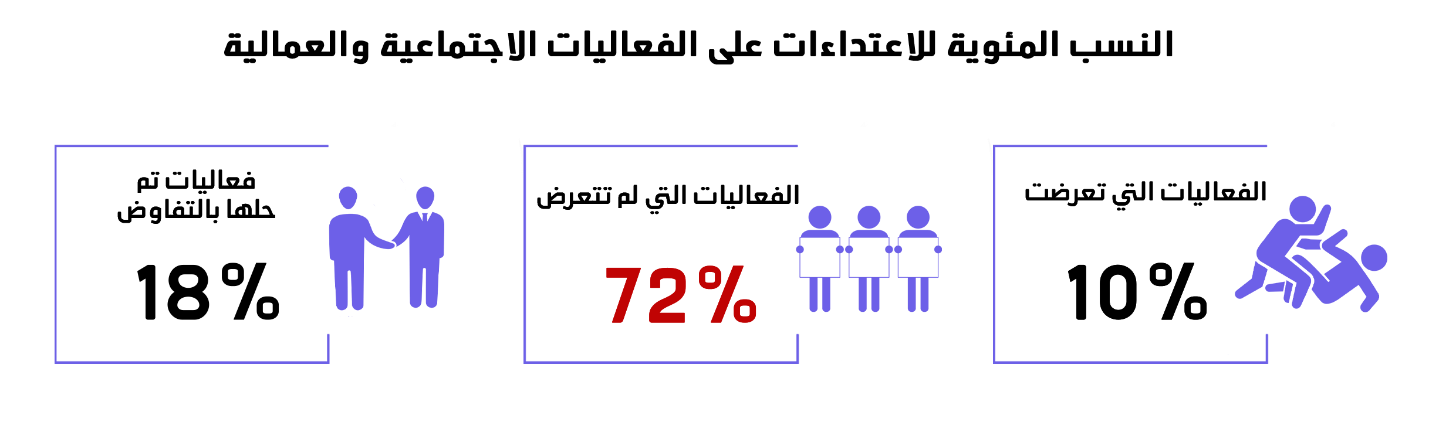 النسب المئوية للاعتداءات على الفعاليات الاجتماعية والعمالية
الفعاليات التي تعرضت
10%
الفعاليات التي لم تتعرض
72%
فعاليات تم
حلها بالتفاوض
18%